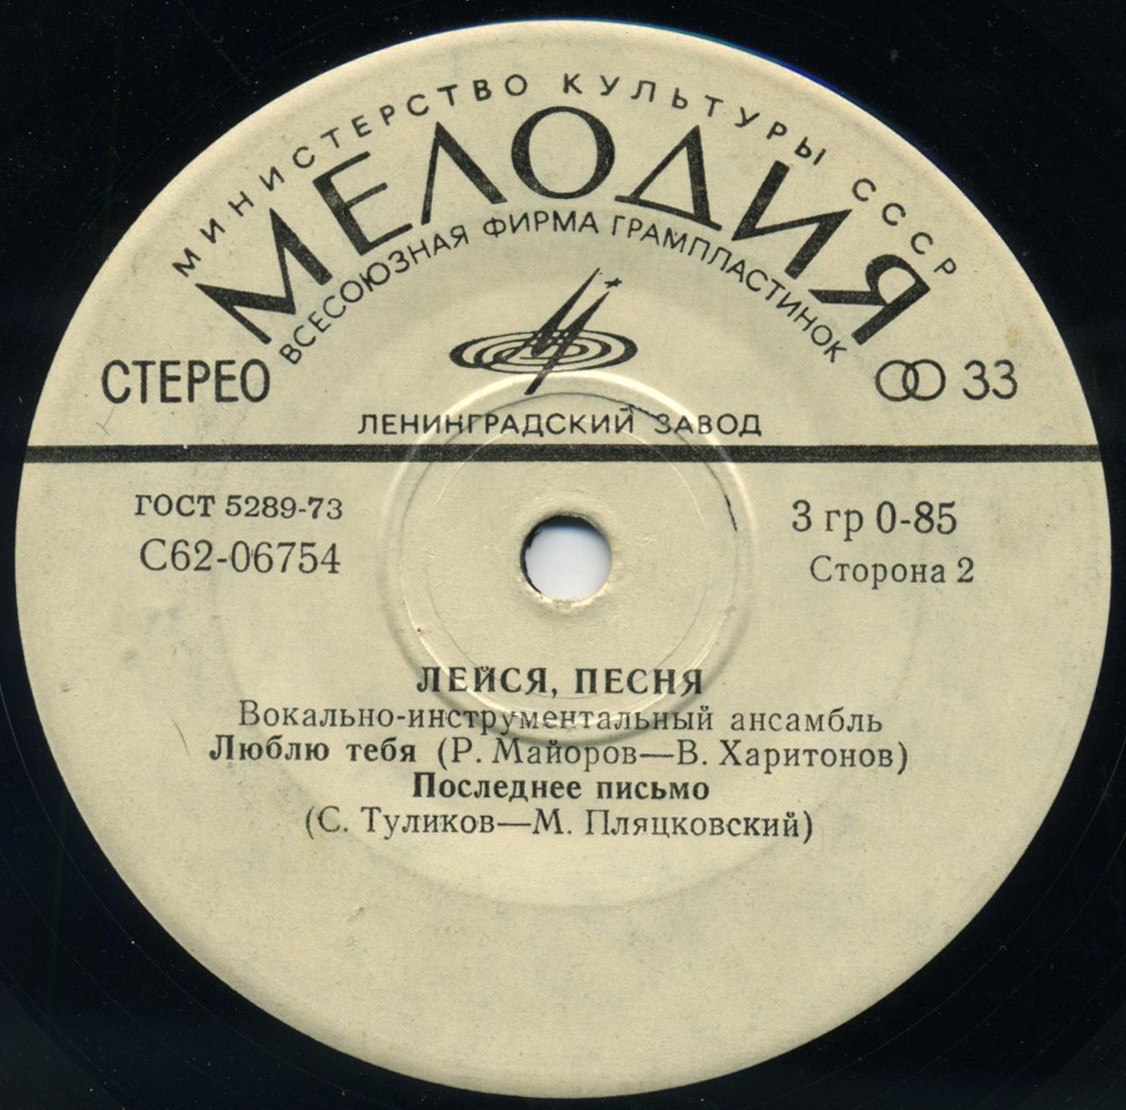 МИНИСТЕРСТВО КУЛЬТУРЫ СССР
МЕЛОДИЯ
ВСЕСОЮЗНАЯ ФИРМА ГРАМПЛАСТИНОК
СТЕРЕО
33
ЛЕНИНГРАДСКИЙ ЗАВОД
ГОСТ 5289-73
3 гр 0-85
С62-06754
Сторона 2
ЛЕЙСЯ, ПЕСНЯ
Вокально-инструментальный ансамбль
Люблю тебя (Р. Майоров—В. Харитонов)
Последнее письмо
(С. Туликов—М. Пляцковский)